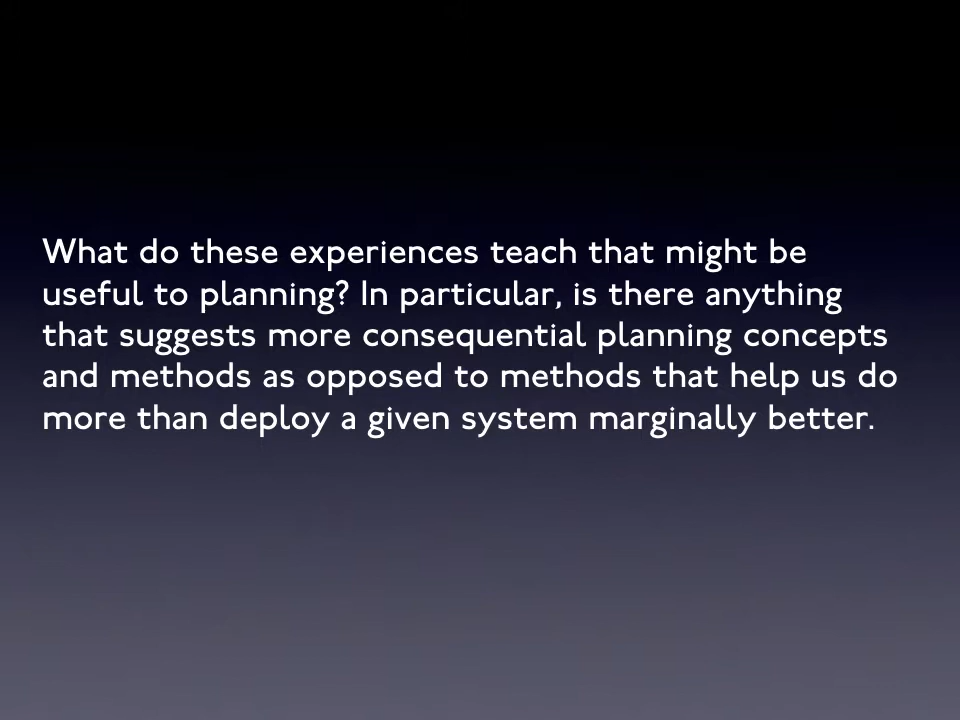 What do these experiences teach that might be
useful to planning? In particular, is there anything
that suggests more consequential planning concepts
and methods as opposed to methods that help us do
more than deploy a given system marginally better.